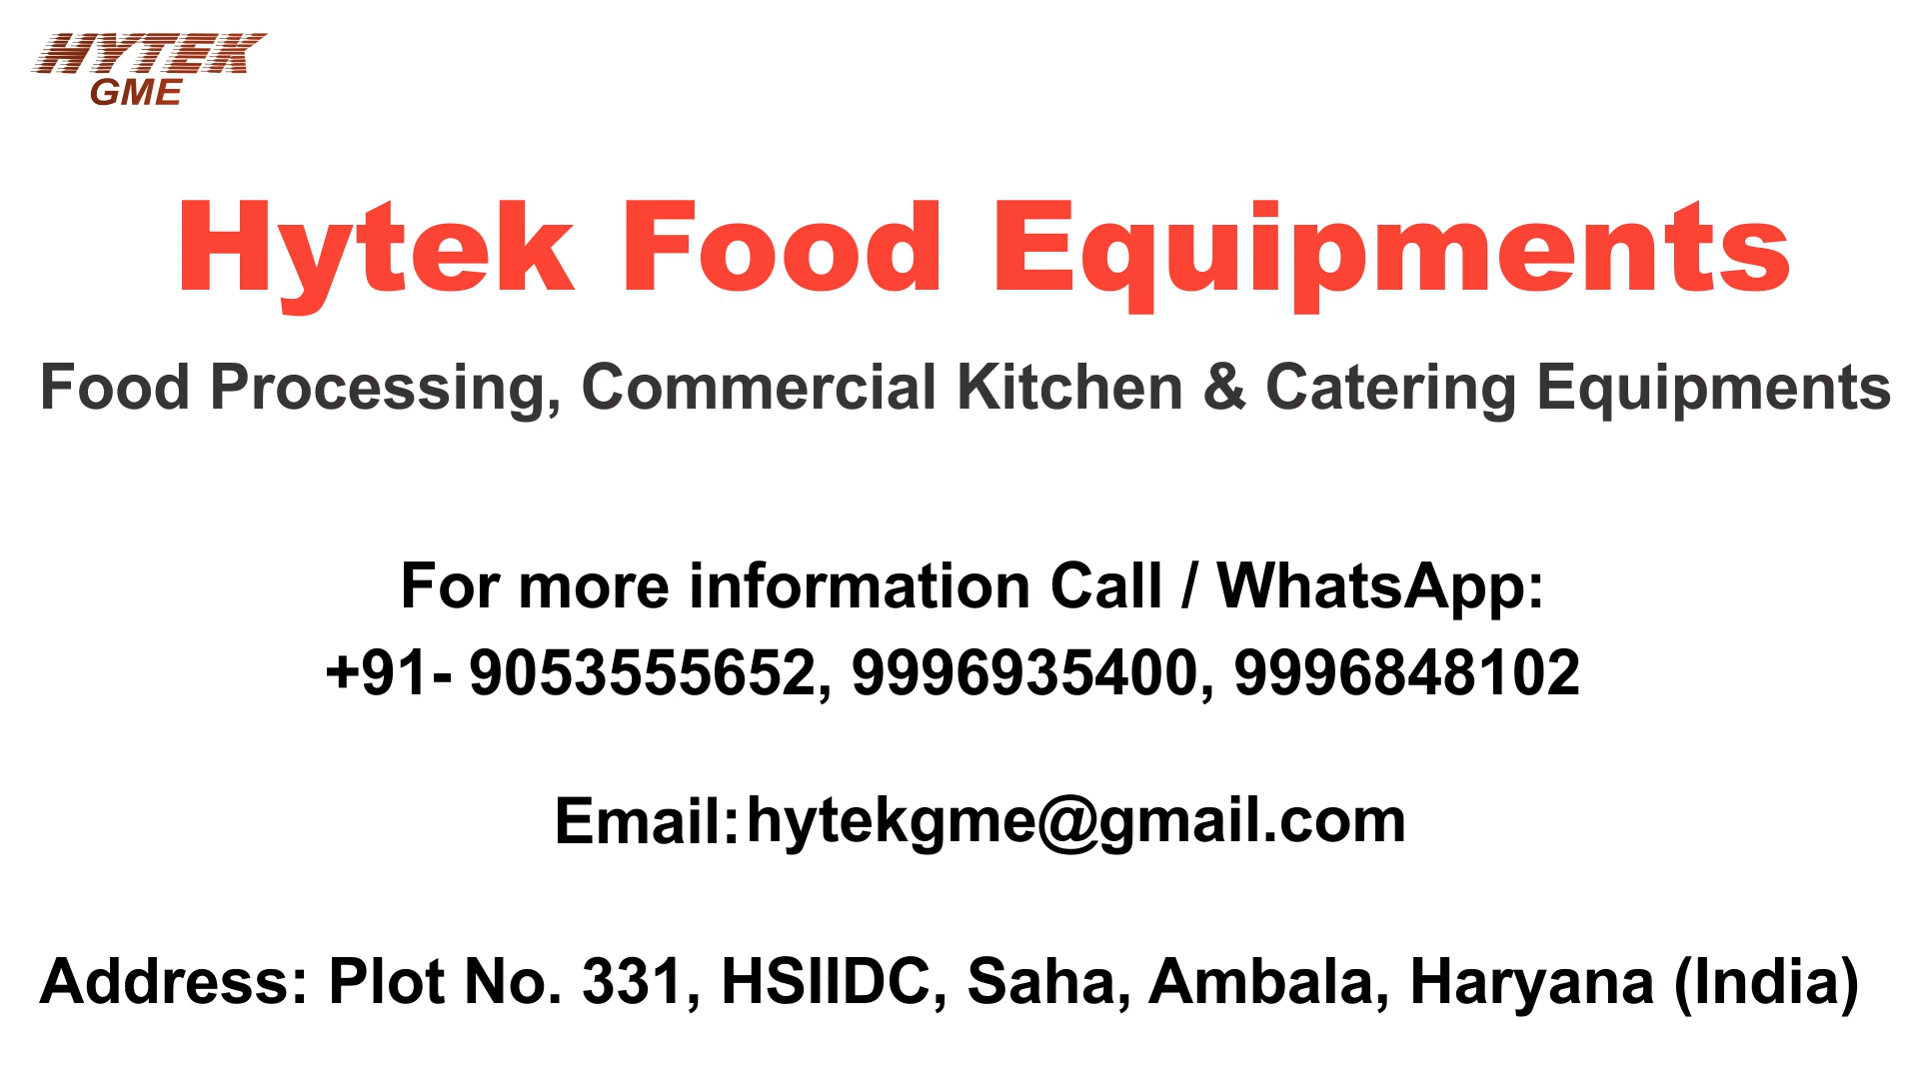 HYTEK
GME
Hytek Food Equipments
Food Processing, Commercial Kitchen & Catering Equipments
For more information Call / WhatsApp:
+91- 9053555652, 9996935400, 9996848102
Email: hytekgme@gmail.com
Address: Plot No. 331, HSIIDC, Saha, Ambala, Haryana (India)